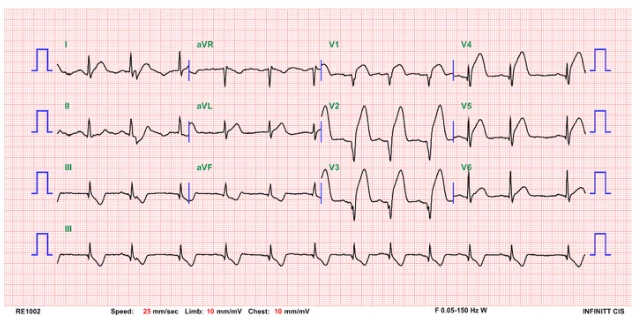 I aVR V1 V4
II aVL V2 V5
III aVF V3 V6
III
RE1002 Speed: 25 mm/sec Limb: 10 mm/mV Chest: 10 mm/mV F 0.05-150 Hz W INFINITT CIS